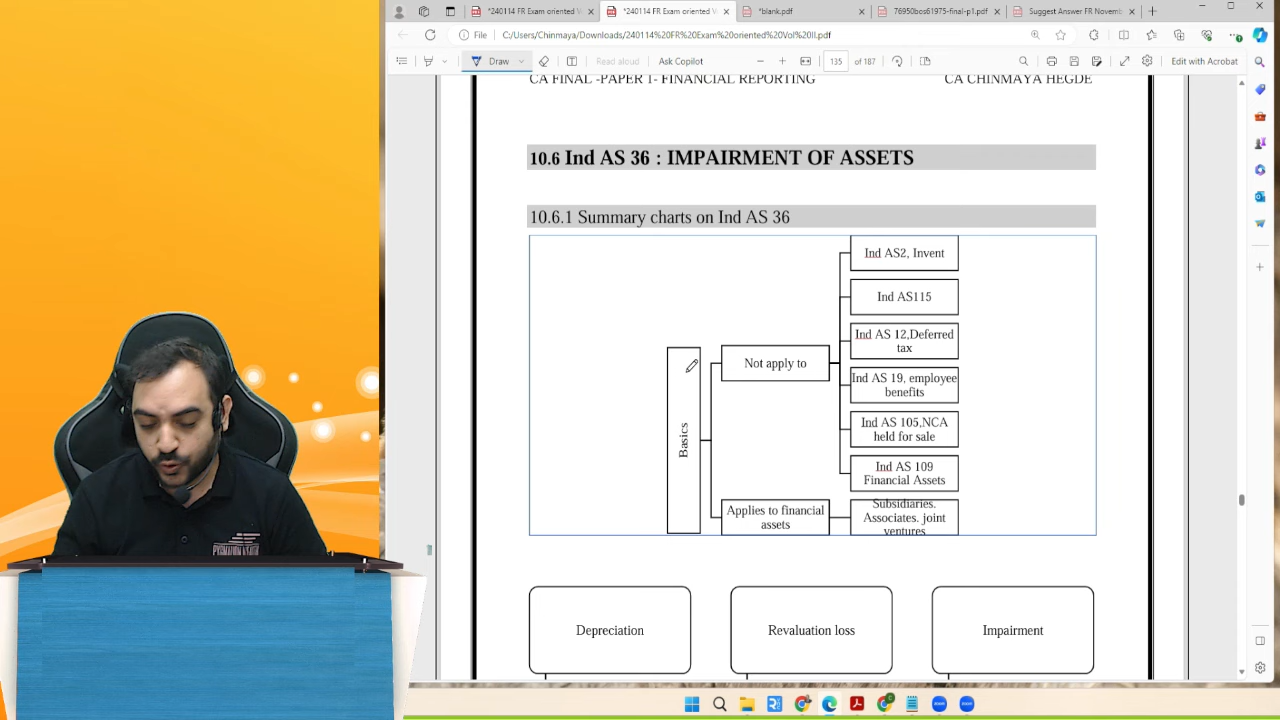 *240114 FR Exam oriented V
*240114 FR Exam oriented V
*blank.pdf
76950bos61975-final-p1.pdf
Suggest Answer FR Novemb
File
C:/Users/Chinmaya/Downloads/240114%20FR%20Exam%20oriented%20Vol%20II.pdf
Draw
Read aloud
Ask Copilot
135 of 187
Edit with Acrobat
CA FINAL -PAPER 1- FINANCIAL REPORTING
CA CHINMAYA HEGDE
10.6 Ind AS 36 : IMPAIRMENT OF ASSETS
10.6.1 Summary charts on Ind AS 36
Basics
Not apply to
Ind AS2, Invent
Ind AS115
Ind AS 12,Deferred
tax
Ind AS 19, employee
benefits
Ind AS 105,NCA
held for sale
Ind AS 109
Financial Assets
Applies to financial
assets
Subsidiaries.
Associates. joint
ventures
Depreciation
Revaluation loss
Impairment